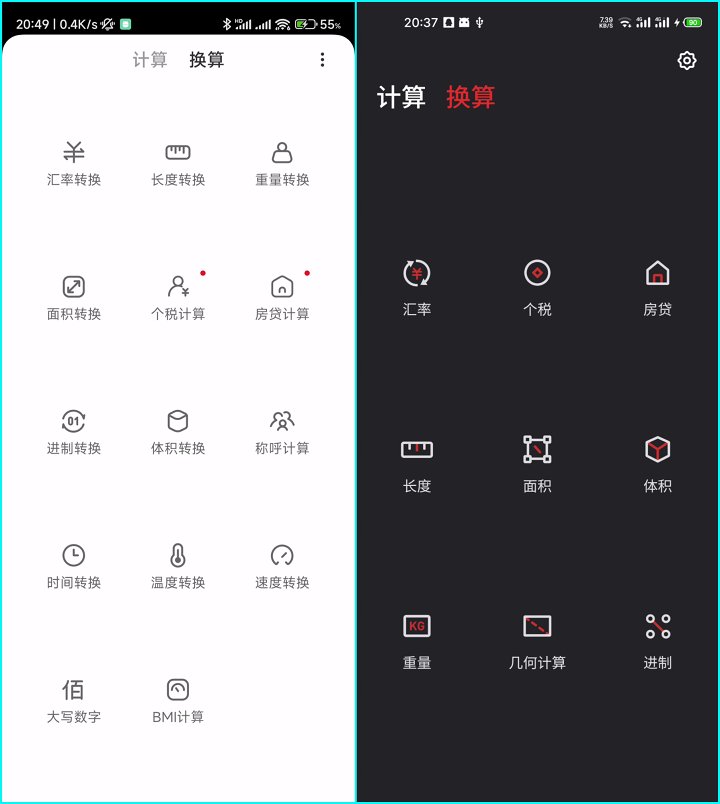 20:49 | 0.4K/s
HD
55%
计算 换算
汇率转换 长度转换 重量转换
面积转换 个税计算 房贷计算
01
进制转换 体积转换 称呼计算
时间转换 温度转换 速度转换
佰
大写数字 BMI计算
20:37
7.39 KB/S 4G 4G 90
计算 换算
汇率 个税 房贷
长度 面积 体积
KG
重量 几何计算 进制